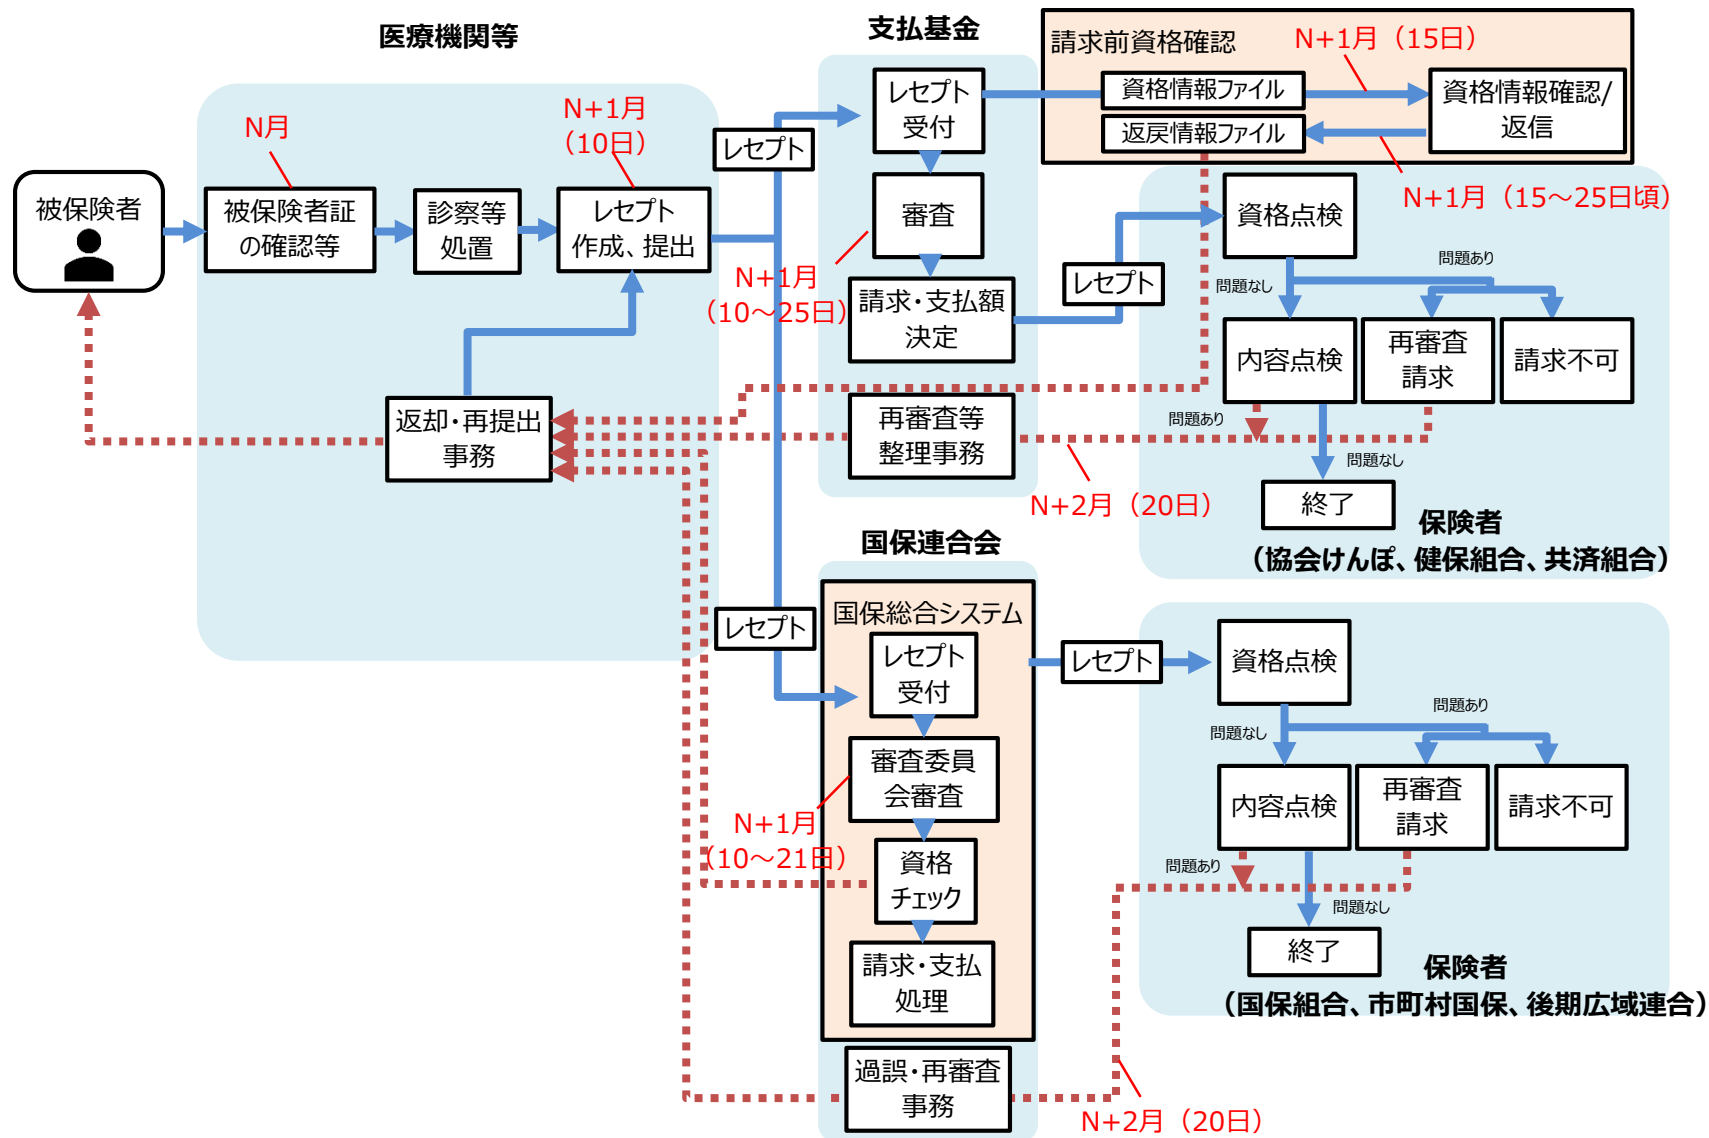 医療機関等
N月
N+1月
（10日）
被保険者
被保険者証
の確認等
診察等
処置
レセプト
作成、提出
返却・再提出
事務
レセプト
レセプト
支払基金
レセプト
受付
審査
N+1月
（10～25日）
請求・支払額
決定
再審査等
整理事務
請求前資格確認
N+1月（15日）
資格情報ファイル
返戻情報ファイル
資格情報確認/
返信
N+1月（15～25日頃）
レセプト
資格点検
問題あり
問題なし
内容点検
再審査
請求
請求不可
問題あり
問題なし
N+2月（20日）
終了
保険者
（協会けんぽ、健保組合、共済組合）
国保連合会
国保総合システム
レセプト
受付
審査委員
会審査
N+1月
（10～21日）
資格
チェック
請求・支払
処理
過誤・再審査
事務
レセプト
資格点検
問題あり
問題なし
内容点検
再審査
請求
請求不可
問題あり
問題なし
終了
保険者
（国保組合、市町村国保、後期広域連合）
N+2月（20日）